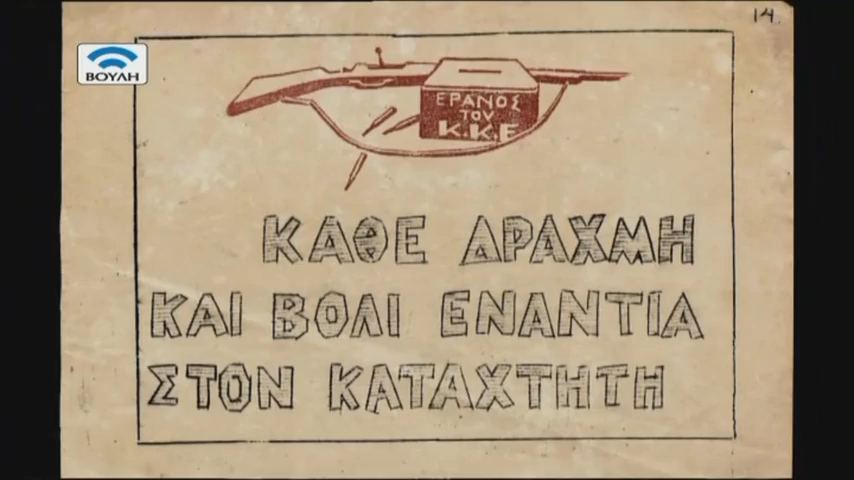 14
ΒΟΥΛΗ
ΕΡΑΝΟΣ
ΤΟΥ
Κ.Κ.Ε
ΚΑΘΕ ΔΡΑΧΜΗ
ΚΑΙ ΒΟΛΙ ΕΝΑΝΤΙΑ
ΣΤΟΝ ΚΑΤΑΧΤΗΤΗ